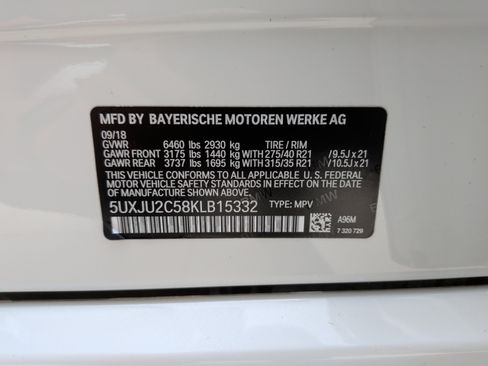 MFD BY BAYERISCHE MOTOREN WERKE AG
09/18
GVWR 6460 lbs 2930 kg TIRE / RIM
GAWR FRONT 3175 lbs 1440 kg WITH 275/40 R21 /9.5J x 21
GAWR REAR 3737 lbs 1695 kg WITH 315/35 R21 /10.5J x 21
THIS VEHICLE CONFORMS TO ALL APPLICABLE U. S. FEDERAL
MOTOR VEHICLE SAFETY STANDARDS IN EFFECT ON THE
DATE OF MANUFACTURE SHOWN ABOVE.
5UXJU2C58KLB15332 TYPE: MPV
A96M
7 320 729